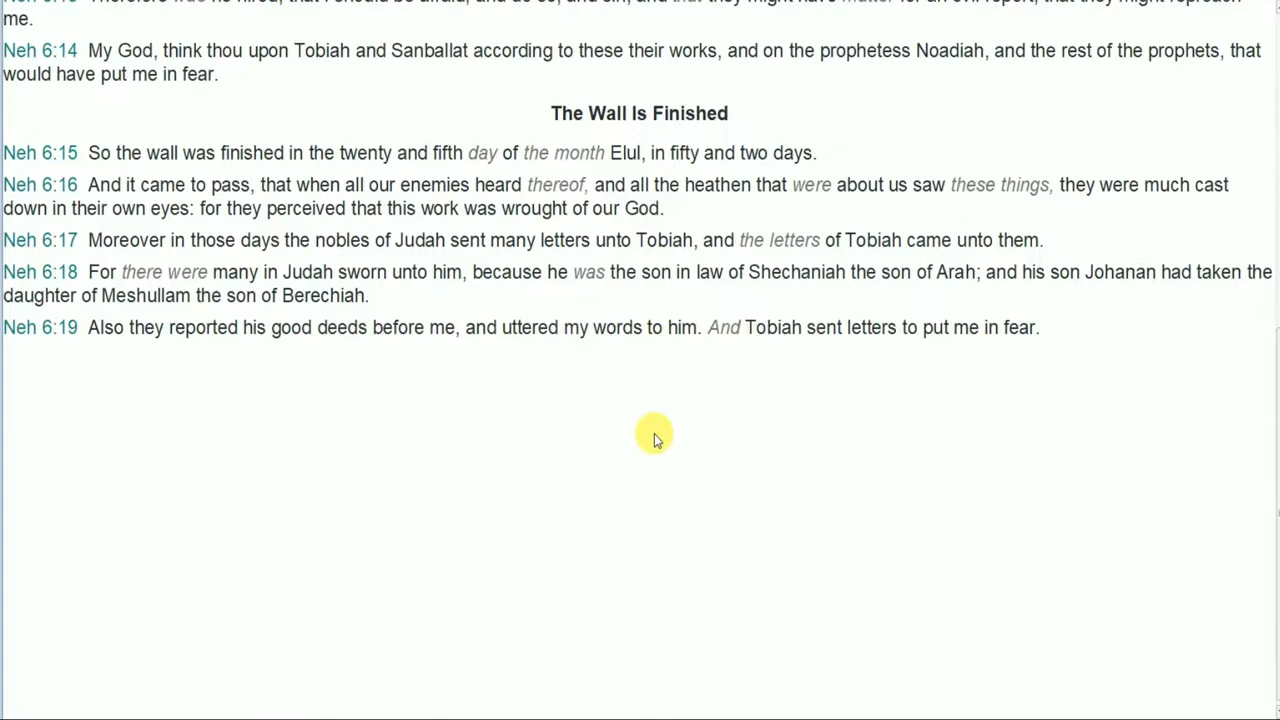 me.
Neh 6:14 My God, think thou upon Tobiah and Sanballat according to these their works, and on the prophetess Noadiah, and the rest of the prophets, that
would have put me in fear.
The Wall Is Finished
Neh 6:15 So the wall was finished in the twenty and fifth day of the month Elul, in fifty and two days.
Neh 6:16 And it came to pass, that when all our enemies heard thereof, and all the heathen that were about us saw these things, they were much cast
down in their own eyes: for they perceived that this work was wrought of our God.
Neh 6:17 Moreover in those days the nobles of Judah sent many letters unto Tobiah, and the letters of Tobiah came unto them.
Neh 6:18 For there were many in Judah sworn unto him, because he was the son in law of Shechaniah the son of Arah; and his son Johanan had taken the
daughter of Meshullam the son of Berechiah.
Neh 6:19 Also they reported his good deeds before me, and uttered my words to him. And Tobiah sent letters to put me in fear.